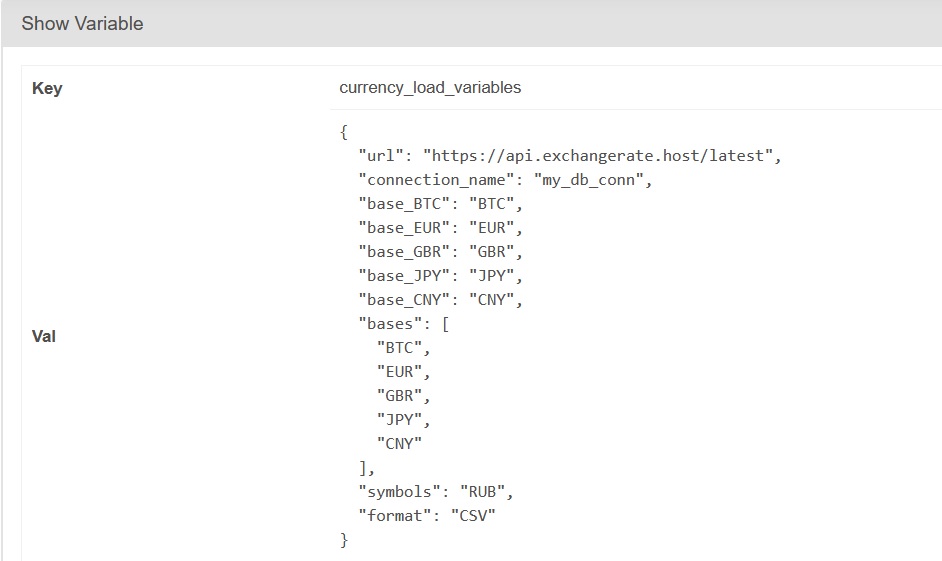 Show Variable
Key
currency_load_variables
Val
{
"url": "https://api.exchangerate.host/latest",
"connection_name": "my_db_conn",
"base_BTC": "BTC",
"base_EUR": "EUR",
"base_GBR": "GBR",
"base_JPY": "JPY",
"base_CNY": "CNY",
"bases": [
"BTC",
"EUR",
"GBR",
"JPY",
"CNY"
],
"symbols": "RUB",
"format": "CSV"
}